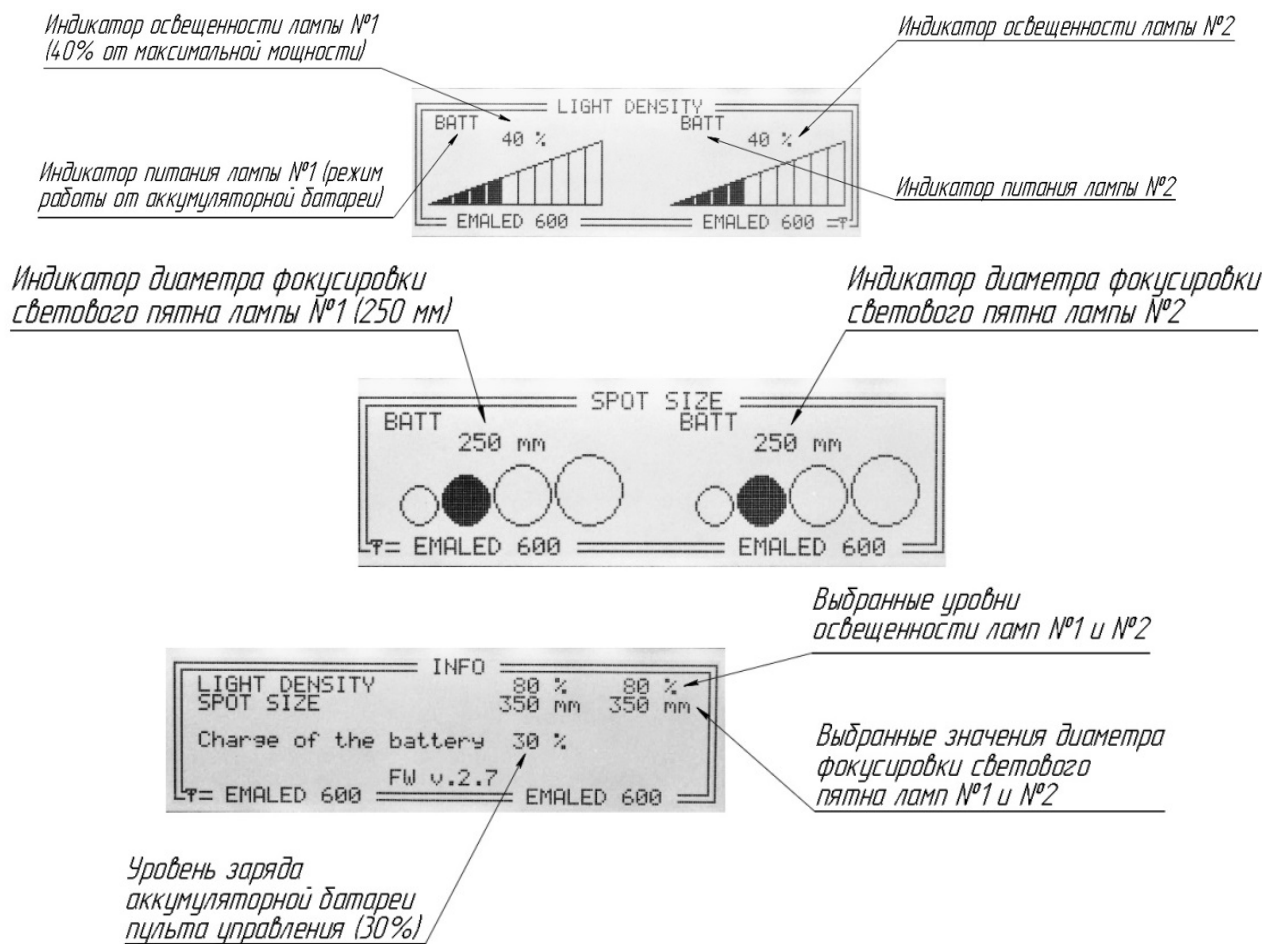 Индикатор освещенности лампы №1
(40% от максимальной мощности)
Индикатор освещенности лампы №2
LIGHT DENSITY
BATT
BATT
40 %
40 %
Индикатор питания лампы №1 (режим
работы от аккумуляторной батареи)
Индикатор питания лампы №2
EMALED 600
EMALED 600
Индикатор диаметра фокусировки
светового пятна лампы №1 (250 мм)
Индикатор диаметра фокусировки
светового пятна лампы №2
SPOT SIZE
BATT
BATT
250 mm
250 mm
EMALED 600
EMALED 600
Выбранные уровни
освещенности ламп №1 и №2
INFO
LIGHT DENSITY 80 % 80 %
SPOT SIZE 350 mm 350 mm
Charge of the battery 30 %
FW v.2.7
EMALED 600
EMALED 600
Выбранные значения диаметра
фокусировки светового
пятна ламп №1 и №2
Уровень заряда
аккумуляторной батареи
пульта управления (30%)